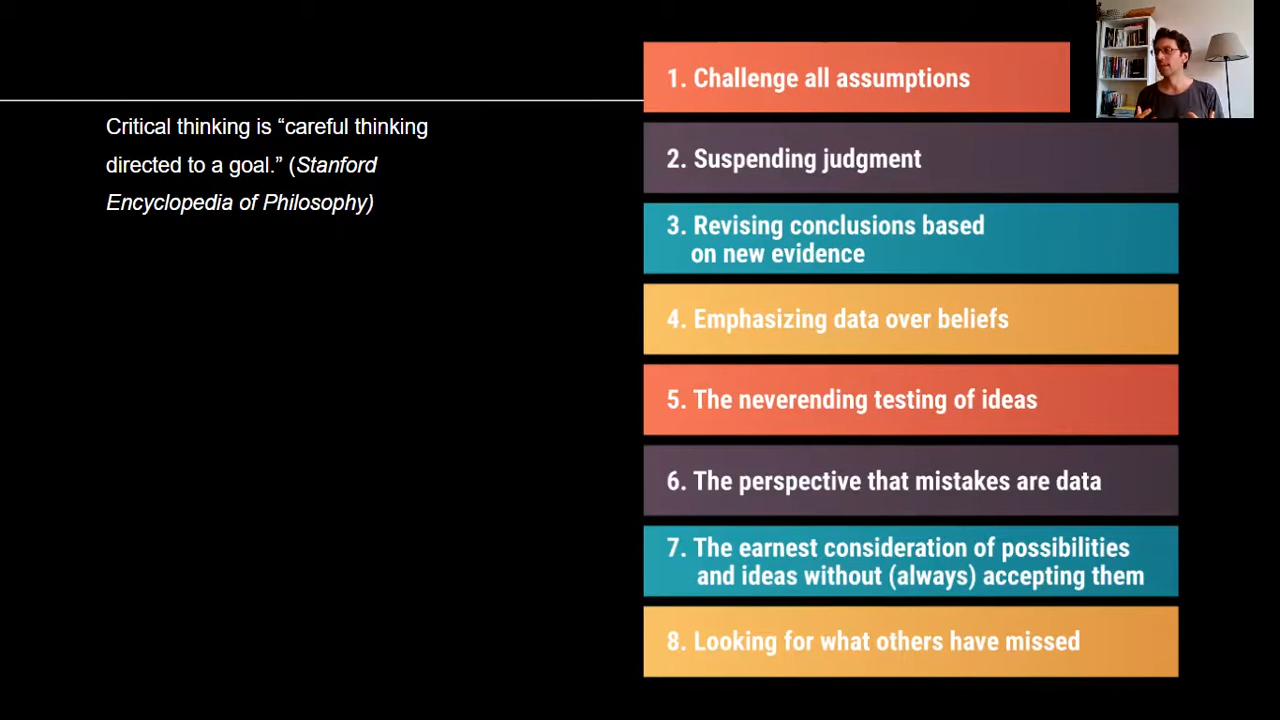 Critical thinking is “careful thinking
directed to a goal.” (Stanford
Encyclopedia of Philosophy)
1. Challenge all assumptions
2. Suspending judgment
3. Revising conclusions based
on new evidence
4. Emphasizing data over beliefs
5. The neverending testing of ideas
6. The perspective that mistakes are data
7. The earnest consideration of possibilities
and ideas without (always) accepting them
8. Looking for what others have missed